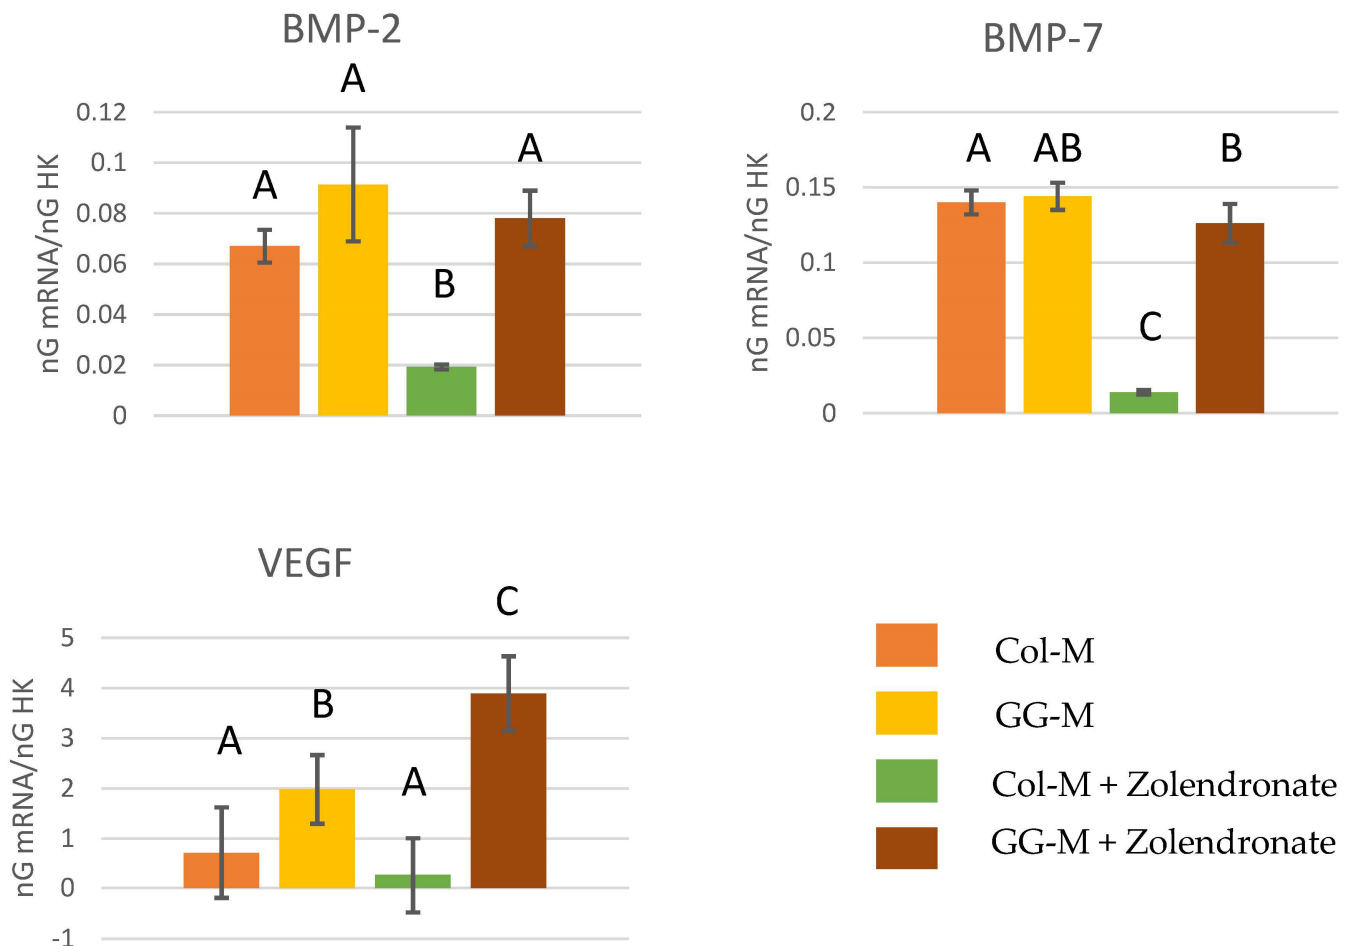 BMP-2
A
0.12
0.1
0.08
0.06
0.04
0.02
0
nG mRNA/nG HK
A
B
A
BMP-7
0.2
0.15
0.1
0.05
0
nG mRNA/nG HK
A
AB
C
B
VEGF
C
5
4
3
2
1
0
-1
nG mRNA/nG HK
A
B
A
Col-M
GG-M
Col-M + Zolendronate
GG-M + Zolendronate